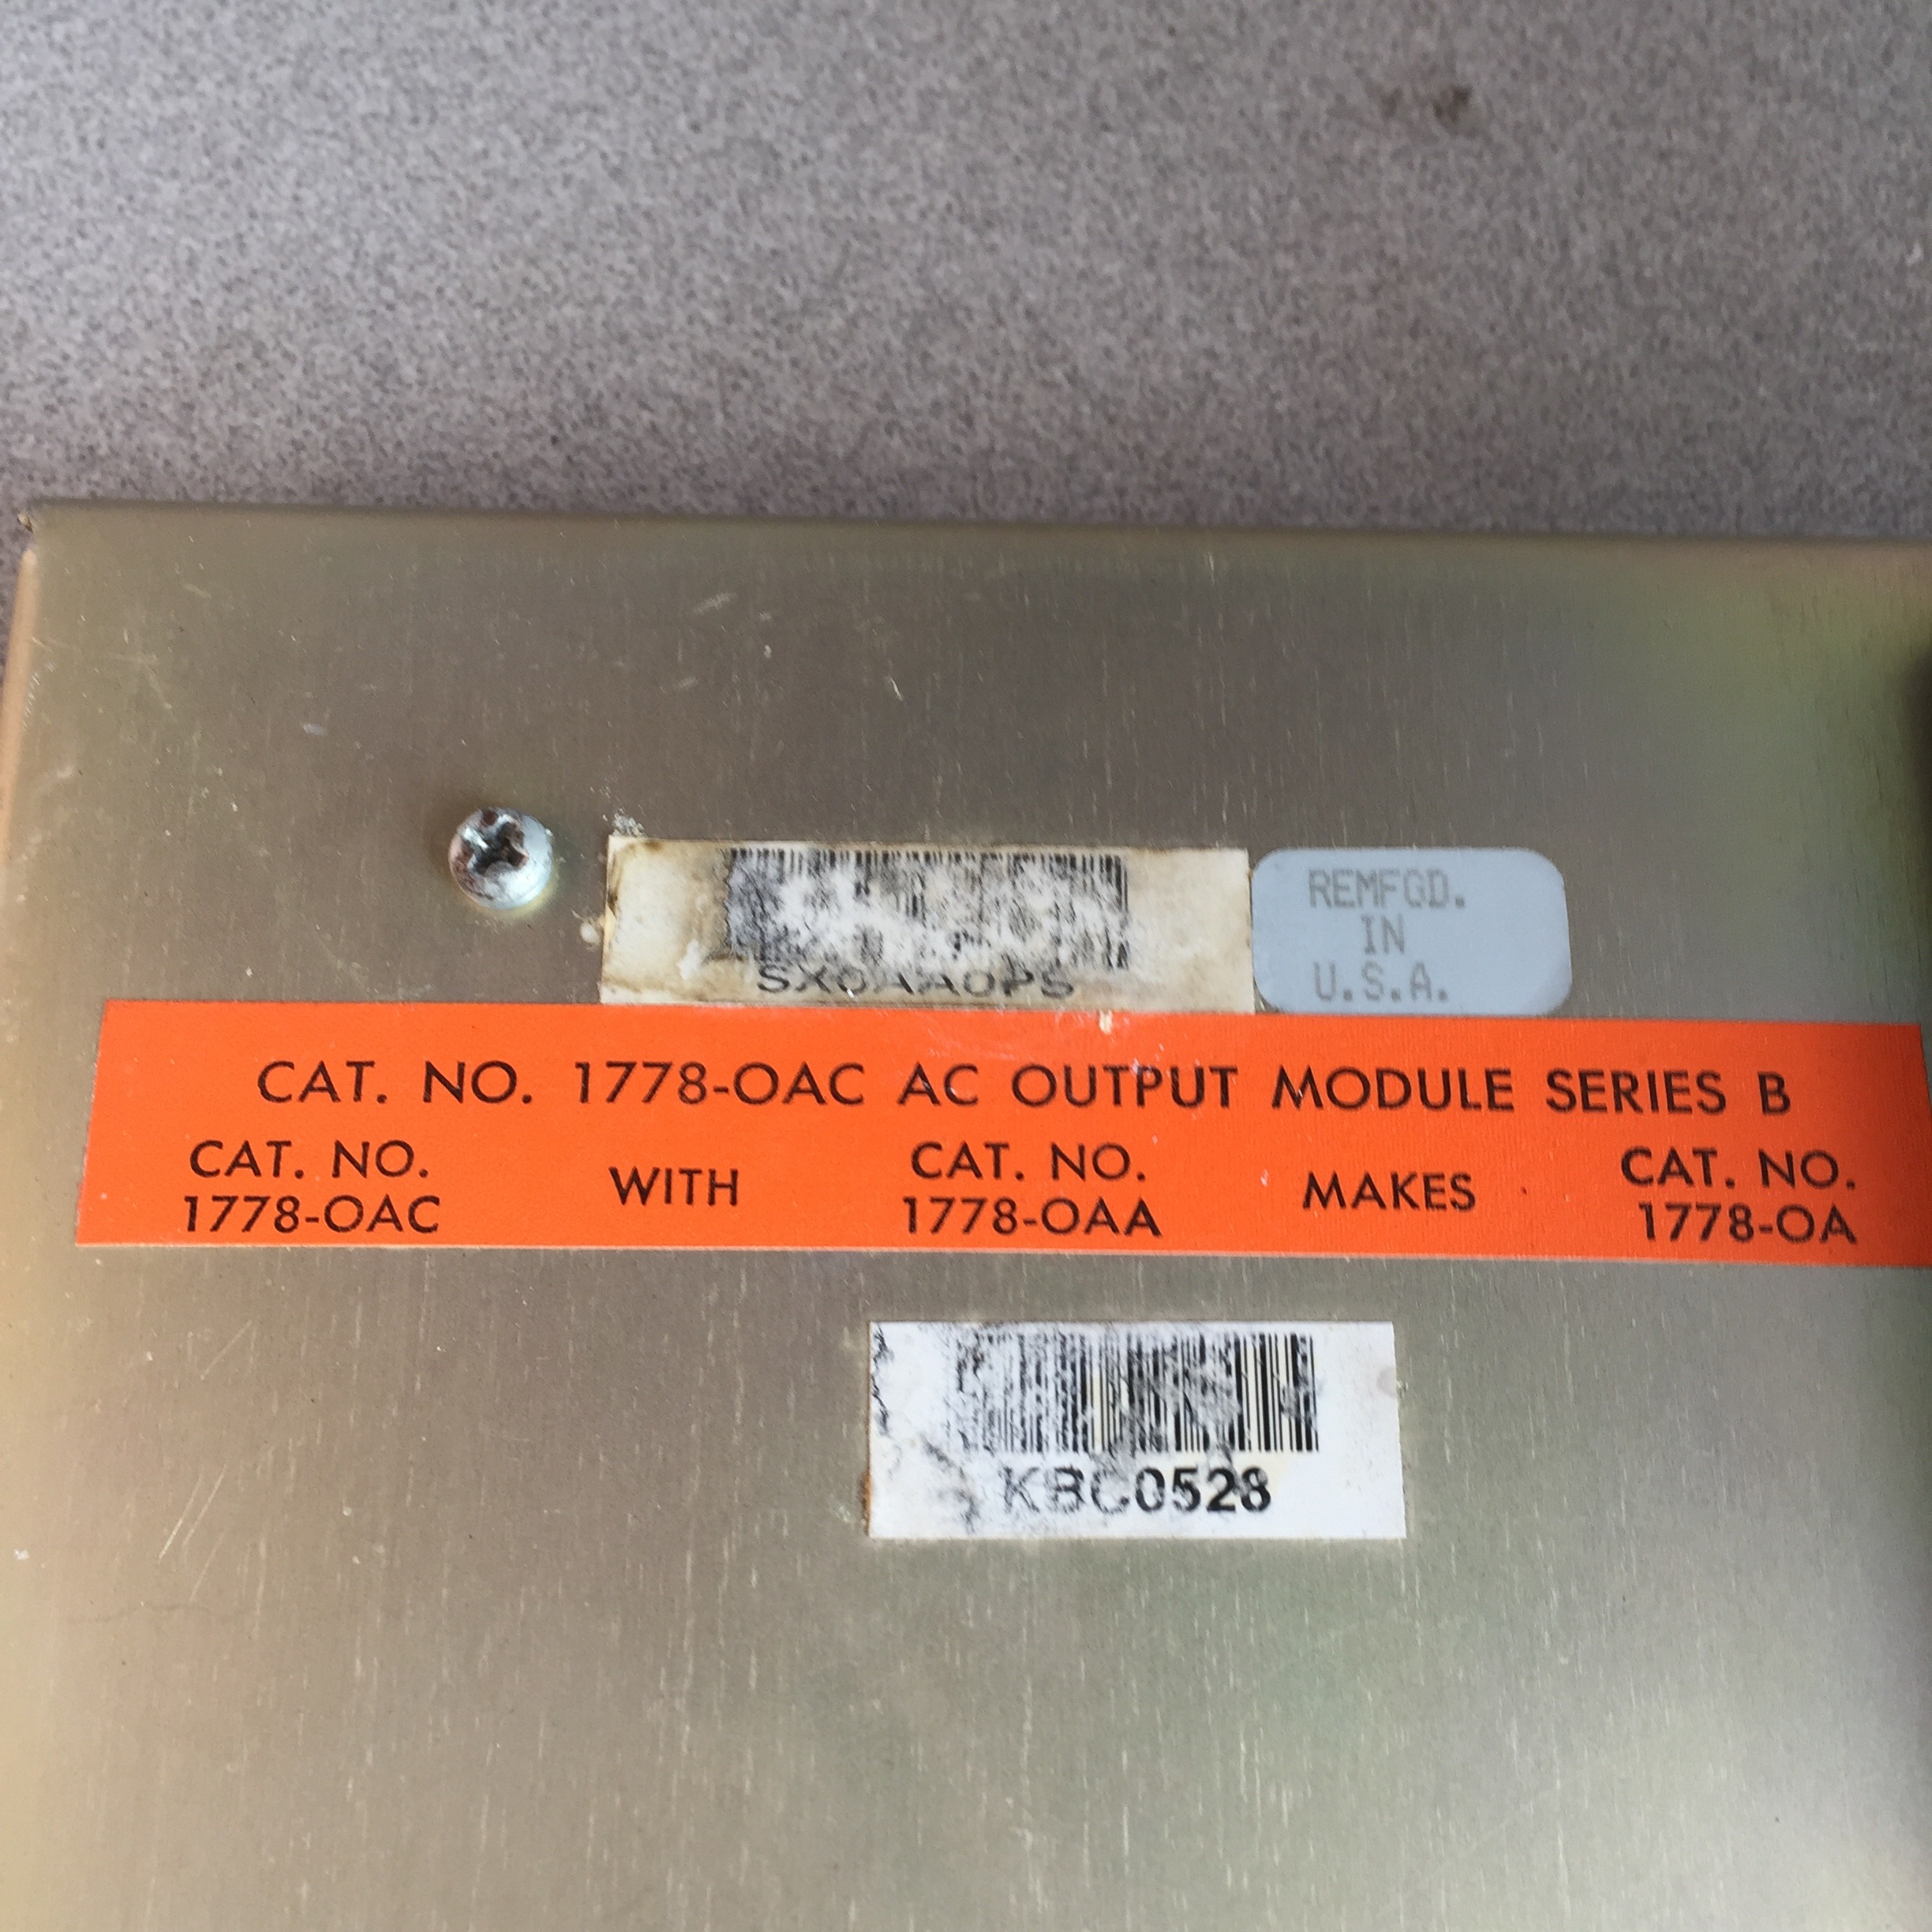 REMFGD.
IN
U.S.A.
CAT. NO. 1778-OAC AC OUTPUT MODULE SERIES B
CAT. NO. 1778-OAC WITH CAT. NO. 1778-OAA MAKES CAT. NO. 1778-OA
KBC0528